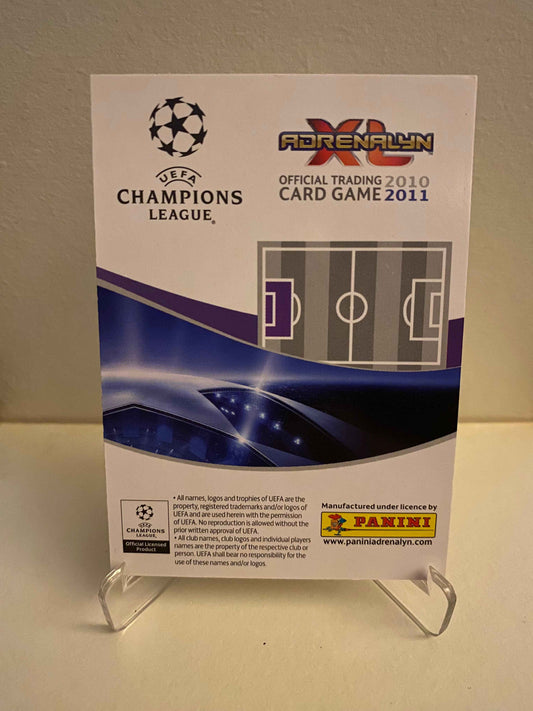 UEFA
CHAMPIONS
LEAGUE®
ADRENALYN
XL
OFFICIAL TRADING 2010
CARD GAME 2011
• All names, logos and trophies of UEFA are the
property, registered trademarks and/or logos of
UEFA and are used herein with the permission
of UEFA. No reproduction is allowed without the
prior written approval of UEFA.
• All club names, club logos and individual players
names are the property of the respective club or
person. UEFA shall bear no responsibility for the
use of these names and/or logos.
UEFA
CHAMPIONS
LEAGUE
Official Licensed
Product
Manufactured under licence by
PANINI
www.paniniadrenalyn.com